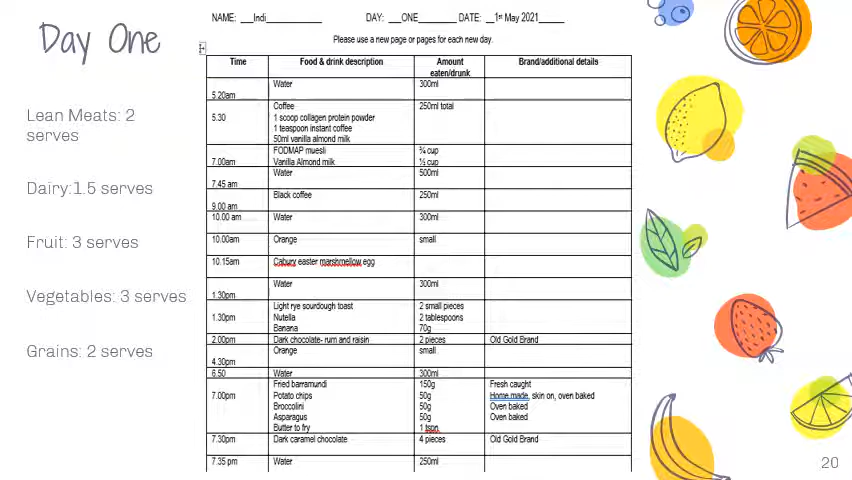 Day One
Lean Meats: 2
serves
Dairy:1.5 serves
Fruit: 3 serves
Vegetables: 3 serves
Grains: 2 serves
NAME: ___Indi______________ DAY: ___ONE________ DATE: __1st May 2021______
Please use a new page or pages for each new day.
Time Food & drink description Amount eaten/drunk Brand/additional details
5.20am Water 300ml
5.30 Coffee 250ml total
1 scoop collagen protein powder
1 teaspoon instant coffee
50ml vanilla almond milk
FODMAP muesli ¾ cup
7.00am Vanilla Almond milk ½ cup
7.45 am Water 500ml
9.00 am Black coffee 250ml
10.00 am Water 300ml
10.00am Orange small
10.15am Cabury easter marshmellow egg
1.30pm Water 300ml
Light rye sourdough toast 2 small pieces
1.30pm Nutella 2 tablespoons
Banana 70g
2.00pm Dark chocolate- rum and raisin 2 pieces Old Gold Brand
4.30pm Orange small
6.50 Water 300ml
Fried barramundi 150g Fresh caught
7.00pm Potato chips 50g Home made, skin on, oven baked
Broccolini 50g Oven baked
Asparagus 50g Oven baked
Butter to fry 1 tspn
7.30pm Dark caramel chocolate 4 pieces Old Gold Brand
7.35 pm Water 250ml
20